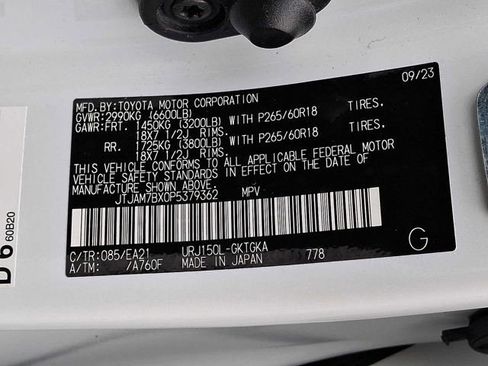 MFD.BY:TOYOTA MOTOR CORPORATION 09/23
GVWR:2990KG (6600LB)
GAWR:FRT. 1450KG (3200LB) WITH P265/60R18 TIRES.
18X7 1/2J RIMS.
RR. 1725KG (3800LB) WITH P265/60R18 TIRES.
18X7 1/2J RIMS.
THIS VEHICLE CONFORMS TO ALL APPLICABLE
SAFETY STANDARDS
IN EFFECT ON THE DATE OF
MANUFACTURE SHOWN ABOVE.
JTJAM7BX0P5379362 MPV
C/TR:085/EA21 URJ150L-GKTGKA
A/TM: /A760F MADE IN JAPAN 778
G
D 6
60B20